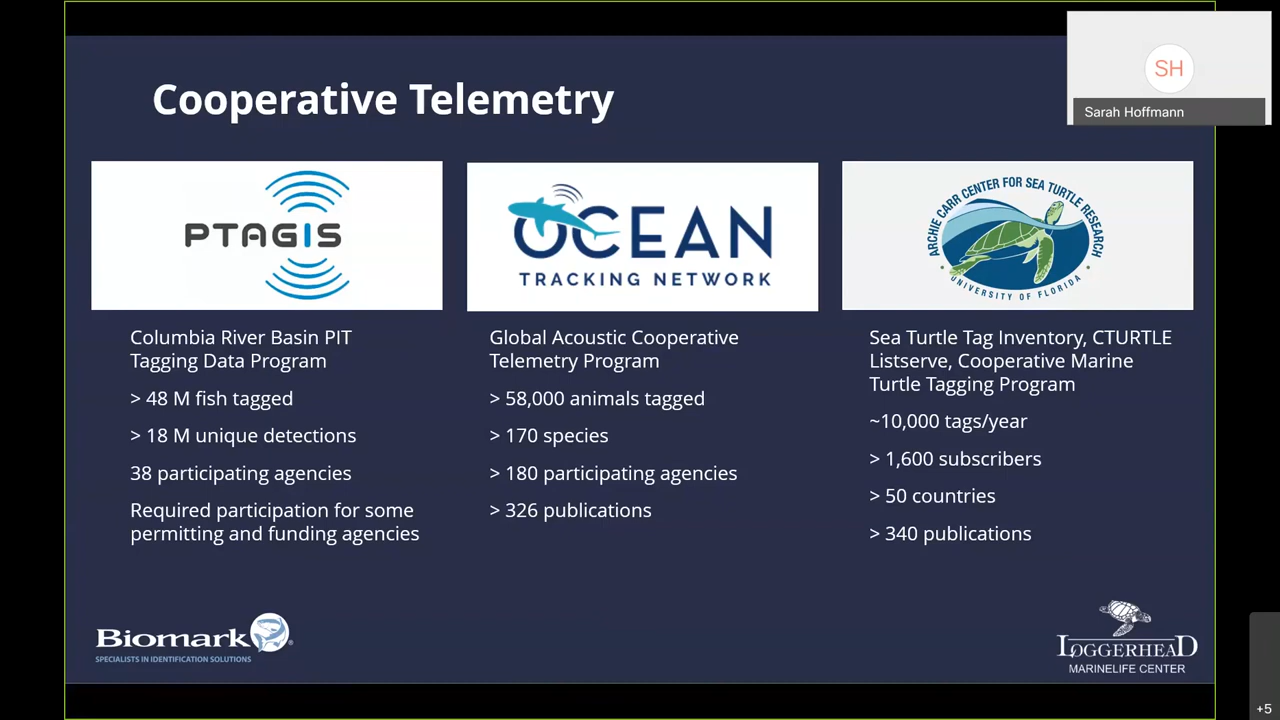 Cooperative Telemetry
SH
Sarah Hoffmann
PTAGIS
OCEAN
TRACKING NETWORK
ARCHIE CARR CENTER FOR SEA TURTLE RESEARCH
• UNIVERSITY OF FLORIDA •
Columbia River Basin PIT
Tagging Data Program
> 48 M fish tagged
> 18 M unique detections
38 participating agencies
Required participation for some
permitting and funding agencies
Global Acoustic Cooperative
Telemetry Program
> 58,000 animals tagged
> 170 species
> 180 participating agencies
> 326 publications
Sea Turtle Tag Inventory, CTURTLE
Listserve, Cooperative Marine
Turtle Tagging Program
~10,000 tags/year
> 1,600 subscribers
> 50 countries
> 340 publications
Biomark®
SPECIALISTS IN IDENTIFICATION SOLUTIONS
LOGGERHEAD
MARINELIFE CENTER
+5